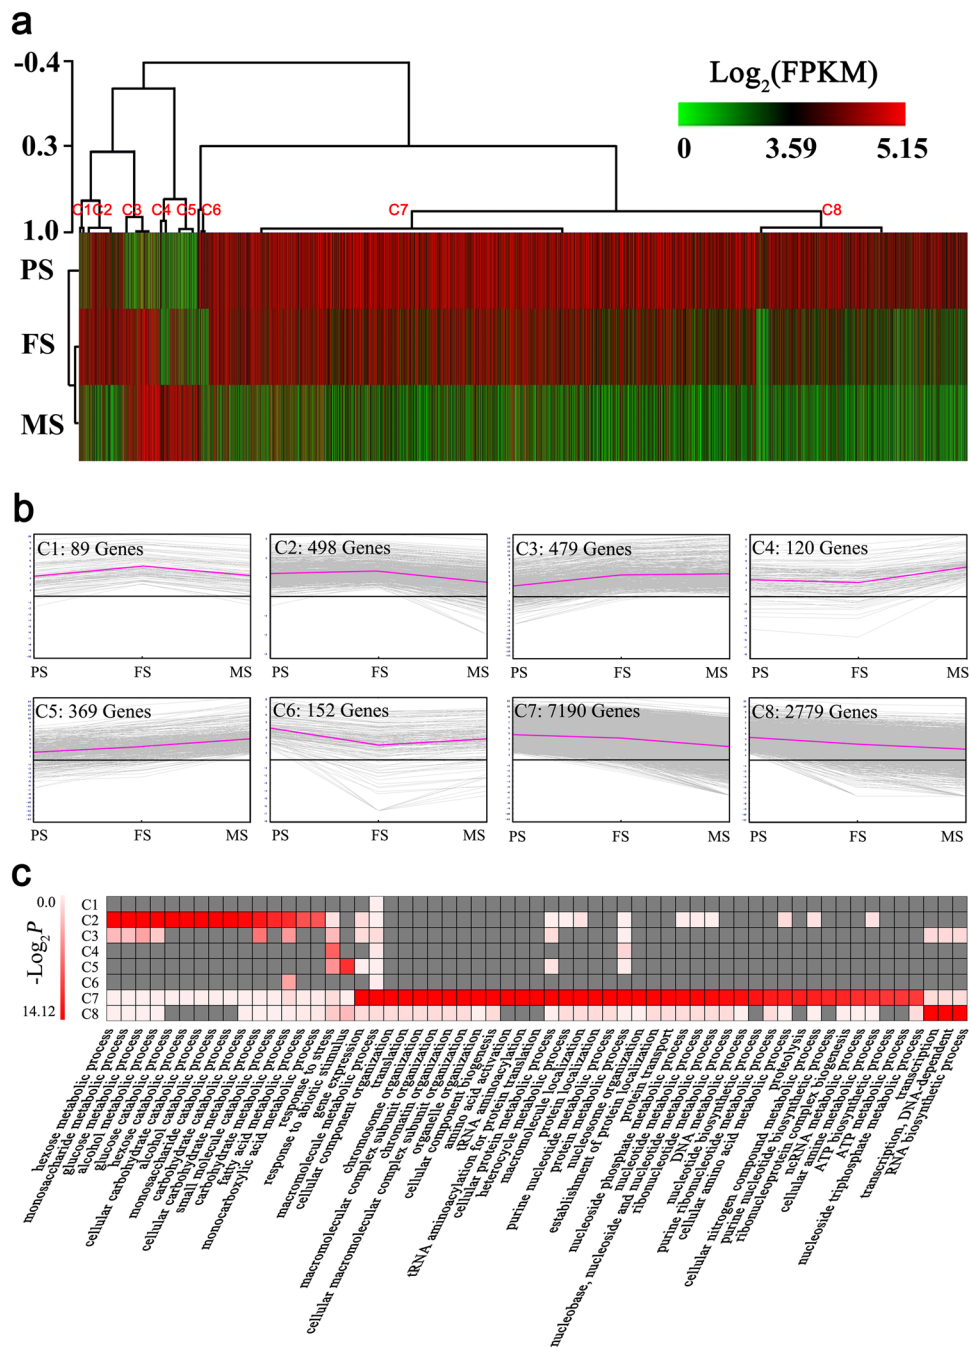 a
-0.4
0.3
1.0
Log2(FPKM)
0 3.59 5.15
C1 C2 C3 C4 C5 C6 C7 C8
PS
FS
MS
b
C1: 89 Genes
C2: 498 Genes
C3: 479 Genes
C4: 120 Genes
PS FS MS
PS FS MS
PS FS MS
PS FS MS
C5: 369 Genes
C6: 152 Genes
C7: 7190 Genes
C8: 2779 Genes
PS FS MS
PS FS MS
PS FS MS
PS FS MS
c
0.0
-Log2P
14.12
C1
C2
C3
C4
C5
C6
C7
C8
hexose metabolic process
monosaccharide metabolic process
glucose metabolic process
alcohol metabolic process
glucose catabolic process
hexose catabolic process
carbohydrate catabolic process
cellular carbohydrate catabolic process
alcohol catabolic process
monosaccharide catabolic process
cellular carbohydrate metabolic process
carbohydrate metabolic process
small molecule catabolic process
fatty acid metabolic process
monocarboxylic acid metabolic process
response to stress
response to abiotic stimulus
gene expression
macromolecule metabolic process
cellular component organization
translation
chromosome organization
macromolecular complex subunit organization
chromatin organization
cellular macromolecular complex subunit organization
organelle organization
cellular component biogenesis
amino acid activation
tRNA aminoacylation
tRNA aminoacylation for protein translation
cellular protein metabolic process
heterocycle metabolic process
macromolecule localization
protein localization
purine nucleotide metabolic process
protein metabolic process
nucleosome organization
establishment of protein localization
protein transport
nucleoside phosphate metabolic process
nucleotide metabolic process
nucleobase, nucleoside and nucleotide metabolic process
DNA metabolic process
ribonucleotide metabolic process
nucleotide biosynthetic process
purine ribonucleotide metabolic process
cellular amino acid metabolic process
proteolysis
cellular nitrogen compound metabolic process
purine nucleotide biosynthetic process
ribonucleoprotein complex biogenesis
ncRNA metabolic process
cellular amine metabolic process
ATP biosynthetic process
ATP metabolic process
nucleoside triphosphate metabolic process
transcription
transcription, DNA-dependent
RNA biosynthetic process